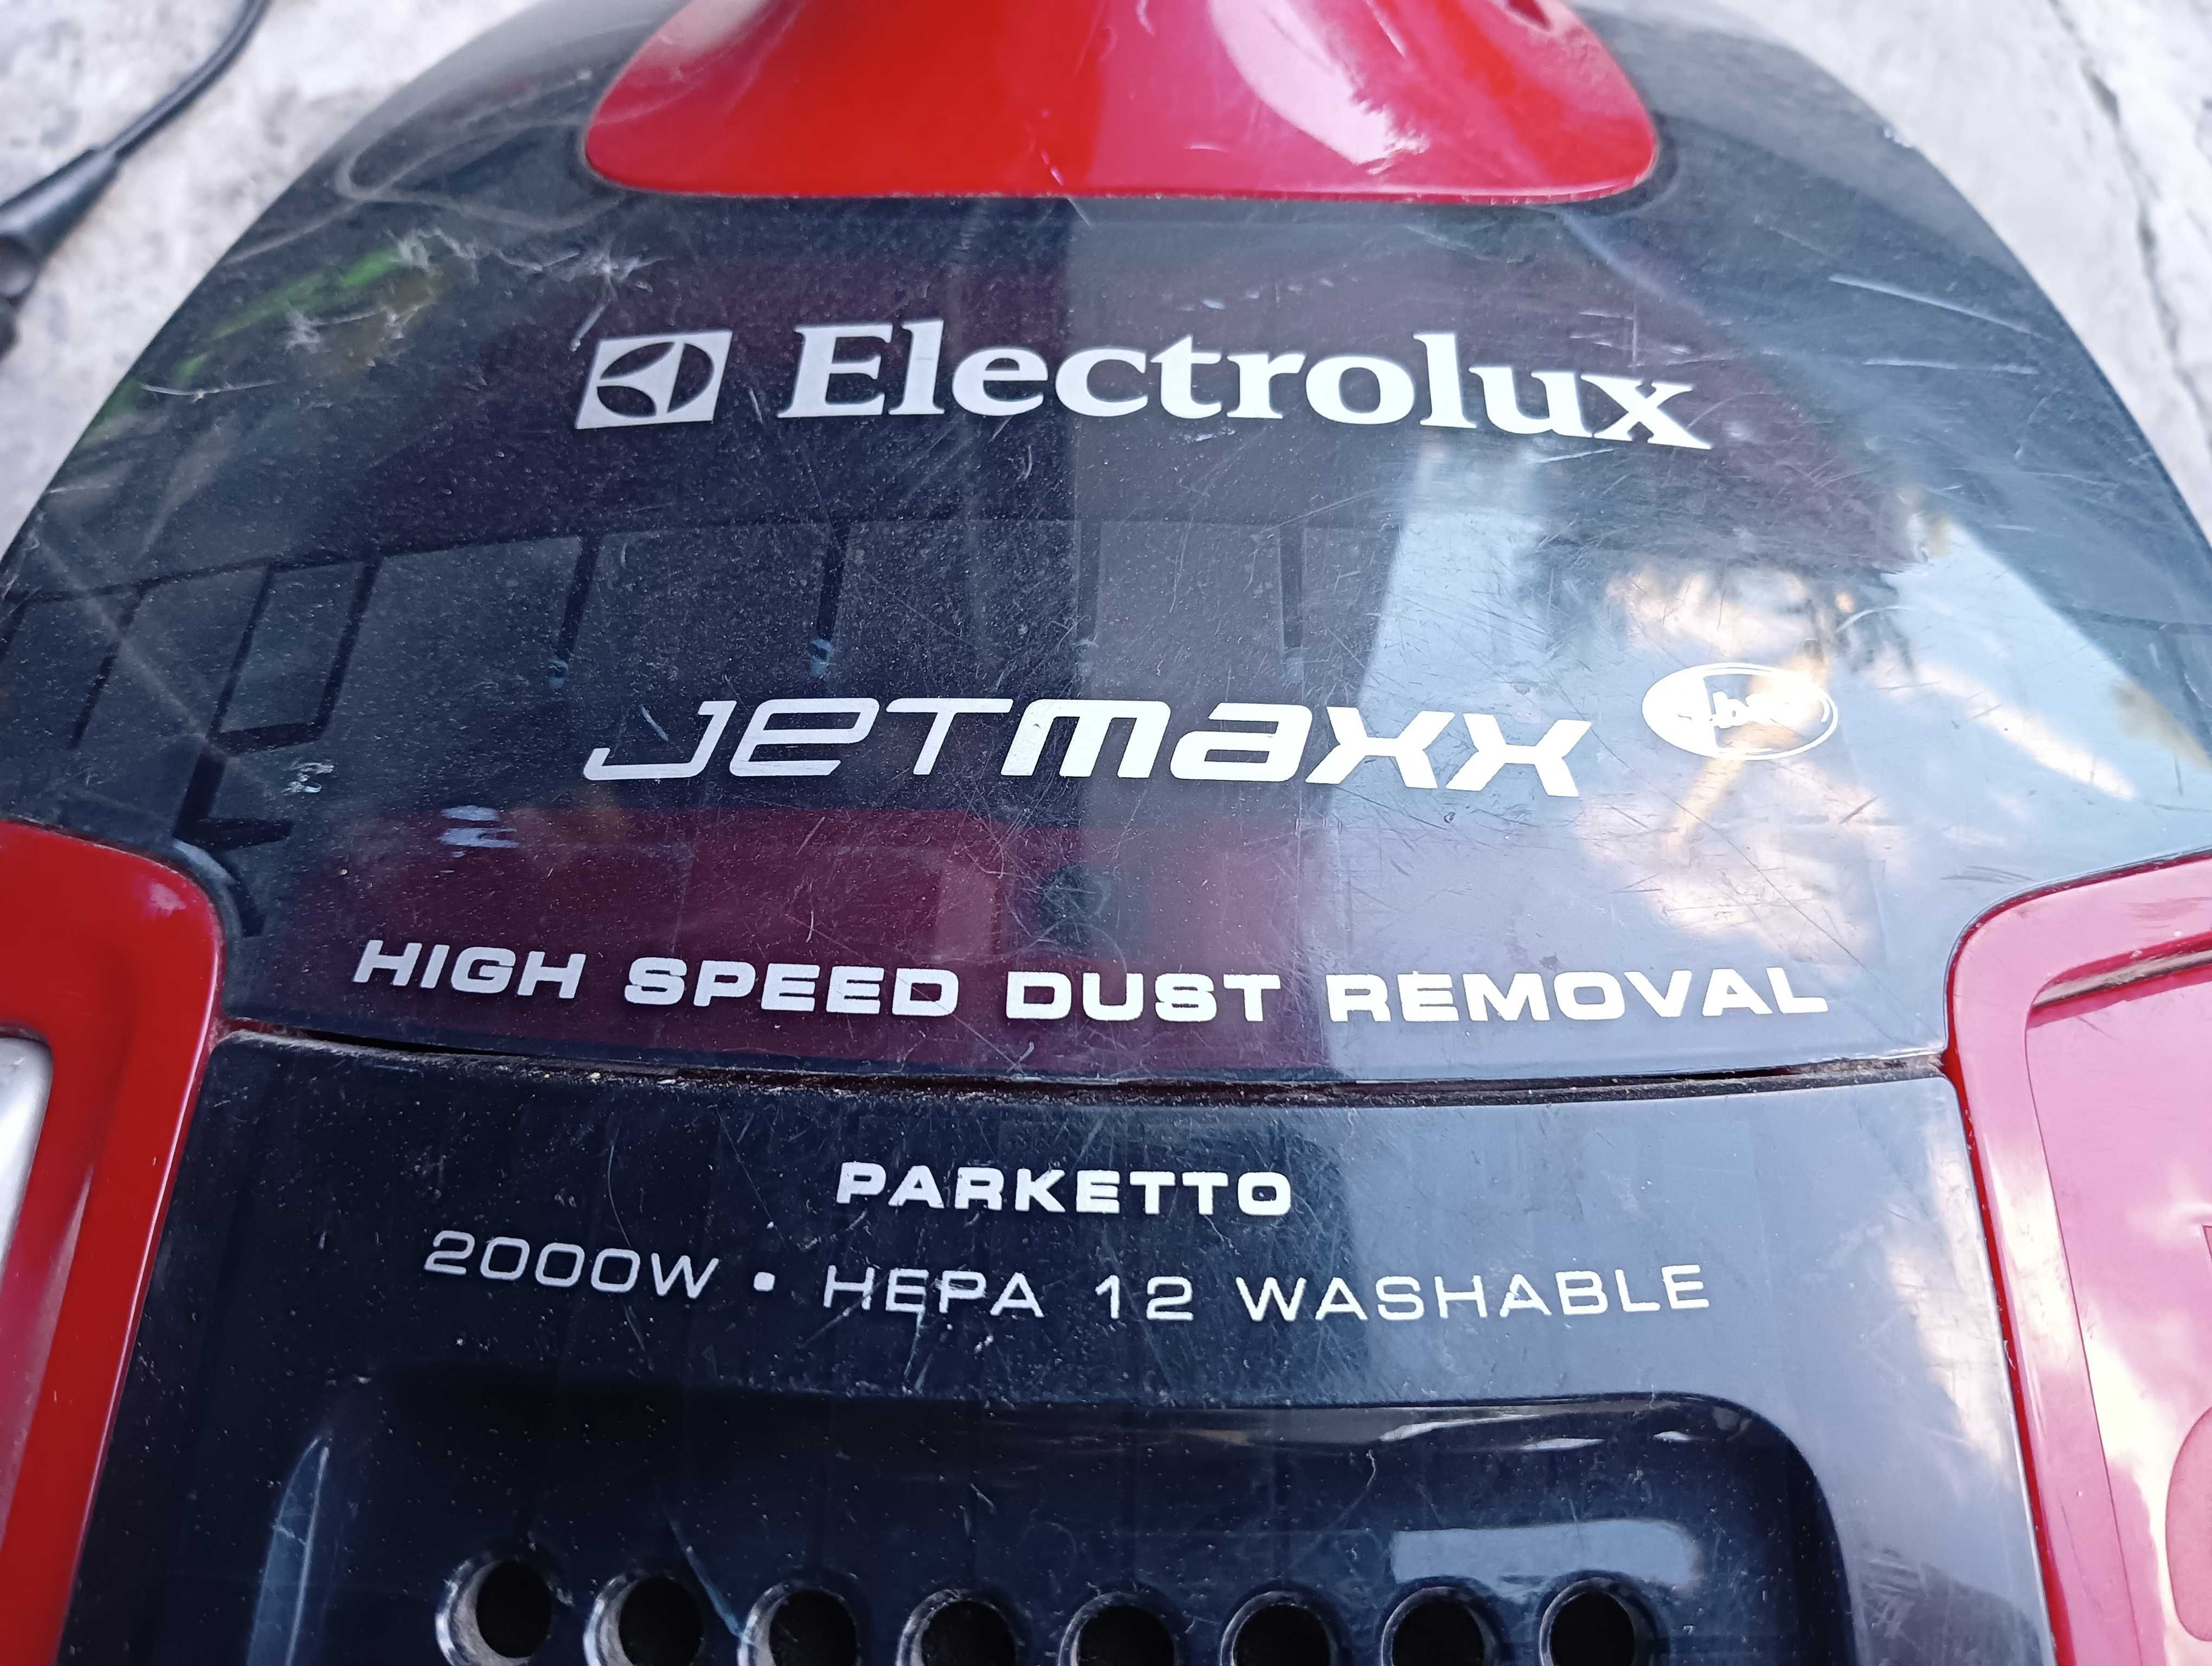 Electrolux
JETMAXX
HIGH SPEED DUST REMOVAL
PARKETTO
2000W • HEPA 12 WASHABLE